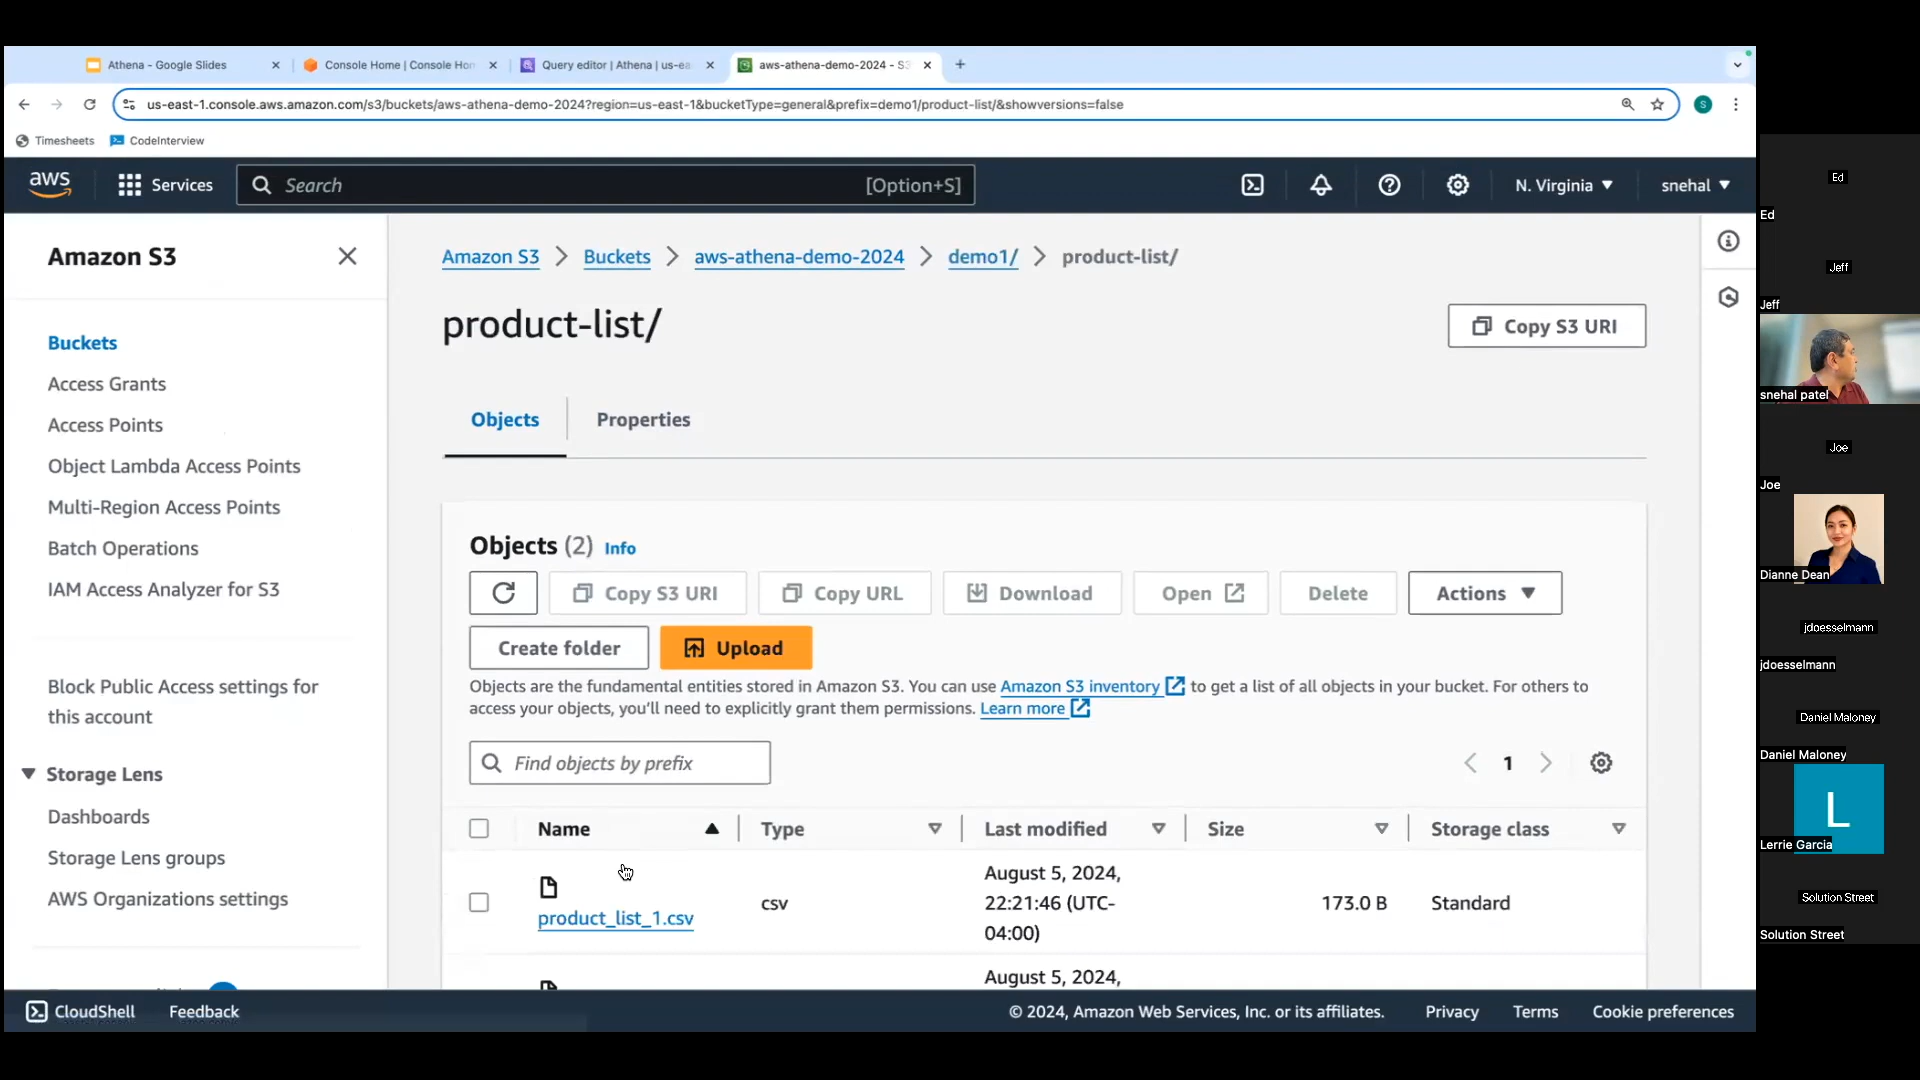 Athena - Google Slides
Console Home | Console Hom
Query editor | Athena | us-ea
aws-athena-demo-2024 - S3
us-east-1.console.aws.amazon.com/s3/buckets/aws-athena-demo-2024?region=us-east-1&bucketType=general&prefix=demo1/product-list/&showversions=false
S
Timesheets
CodeInterview
aws
Services
Search
[Option+S]
N. Virginia
snehal
Amazon S3
Buckets
Access Grants
Access Points
Object Lambda Access Points
Multi-Region Access Points
Batch Operations
IAM Access Analyzer for S3
Block Public Access settings for
this account
Storage Lens
Dashboards
Storage Lens groups
AWS Organizations settings
Amazon S3
Buckets
aws-athena-demo-2024
demo1/
product-list/
product-list/
Copy S3 URI
Objects
Properties
Objects (2) Info
Copy S3 URI
Copy URL
Download
Open
Delete
Actions
Create folder
Upload
Objects are the fundamental entities stored in Amazon S3. You can use Amazon S3 inventory to get a list of all objects in your bucket. For others to
access your objects, you'll need to explicitly grant them permissions. Learn more
Find objects by prefix
1
Name
Type
Last modified
Size
Storage class
product_list_1.csv
csv
August 5, 2024,
22:21:46 (UTC-
04:00)
173.0 B
Standard
August 5, 2024,
CloudShell
Feedback
© 2024, Amazon Web Services, Inc. or its affiliates.
Privacy
Terms
Cookie preferences
Ed
Ed
Jeff
Jeff
snehal patel
Joe
Joe
Dianne Dean
jdoesselmann
jdoesselmann
Daniel Maloney
Daniel Maloney
L
Lerrie Garcia
Solution Street
Solution Street